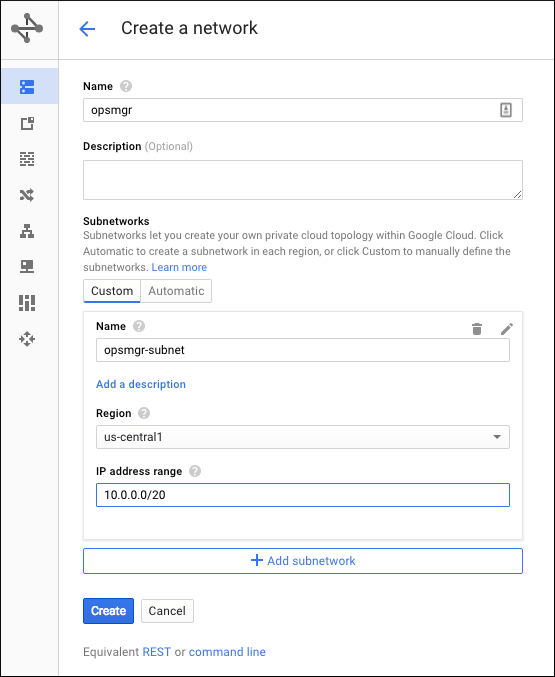 Create a network
Name
opsmgr
Description (Optional)
Subnetworks
Subnetworks let you create your own private cloud topology within Google Cloud. Click
Automatic to create a subnetwork in each region, or click Custom to manually define the
subnetworks. Learn more
Custom Automatic
Name
opsmgr-subnet
Add a description
Region
us-central1
IP address range
10.0.0.0/20
Add subnetwork
Create Cancel
Equivalent REST or command line